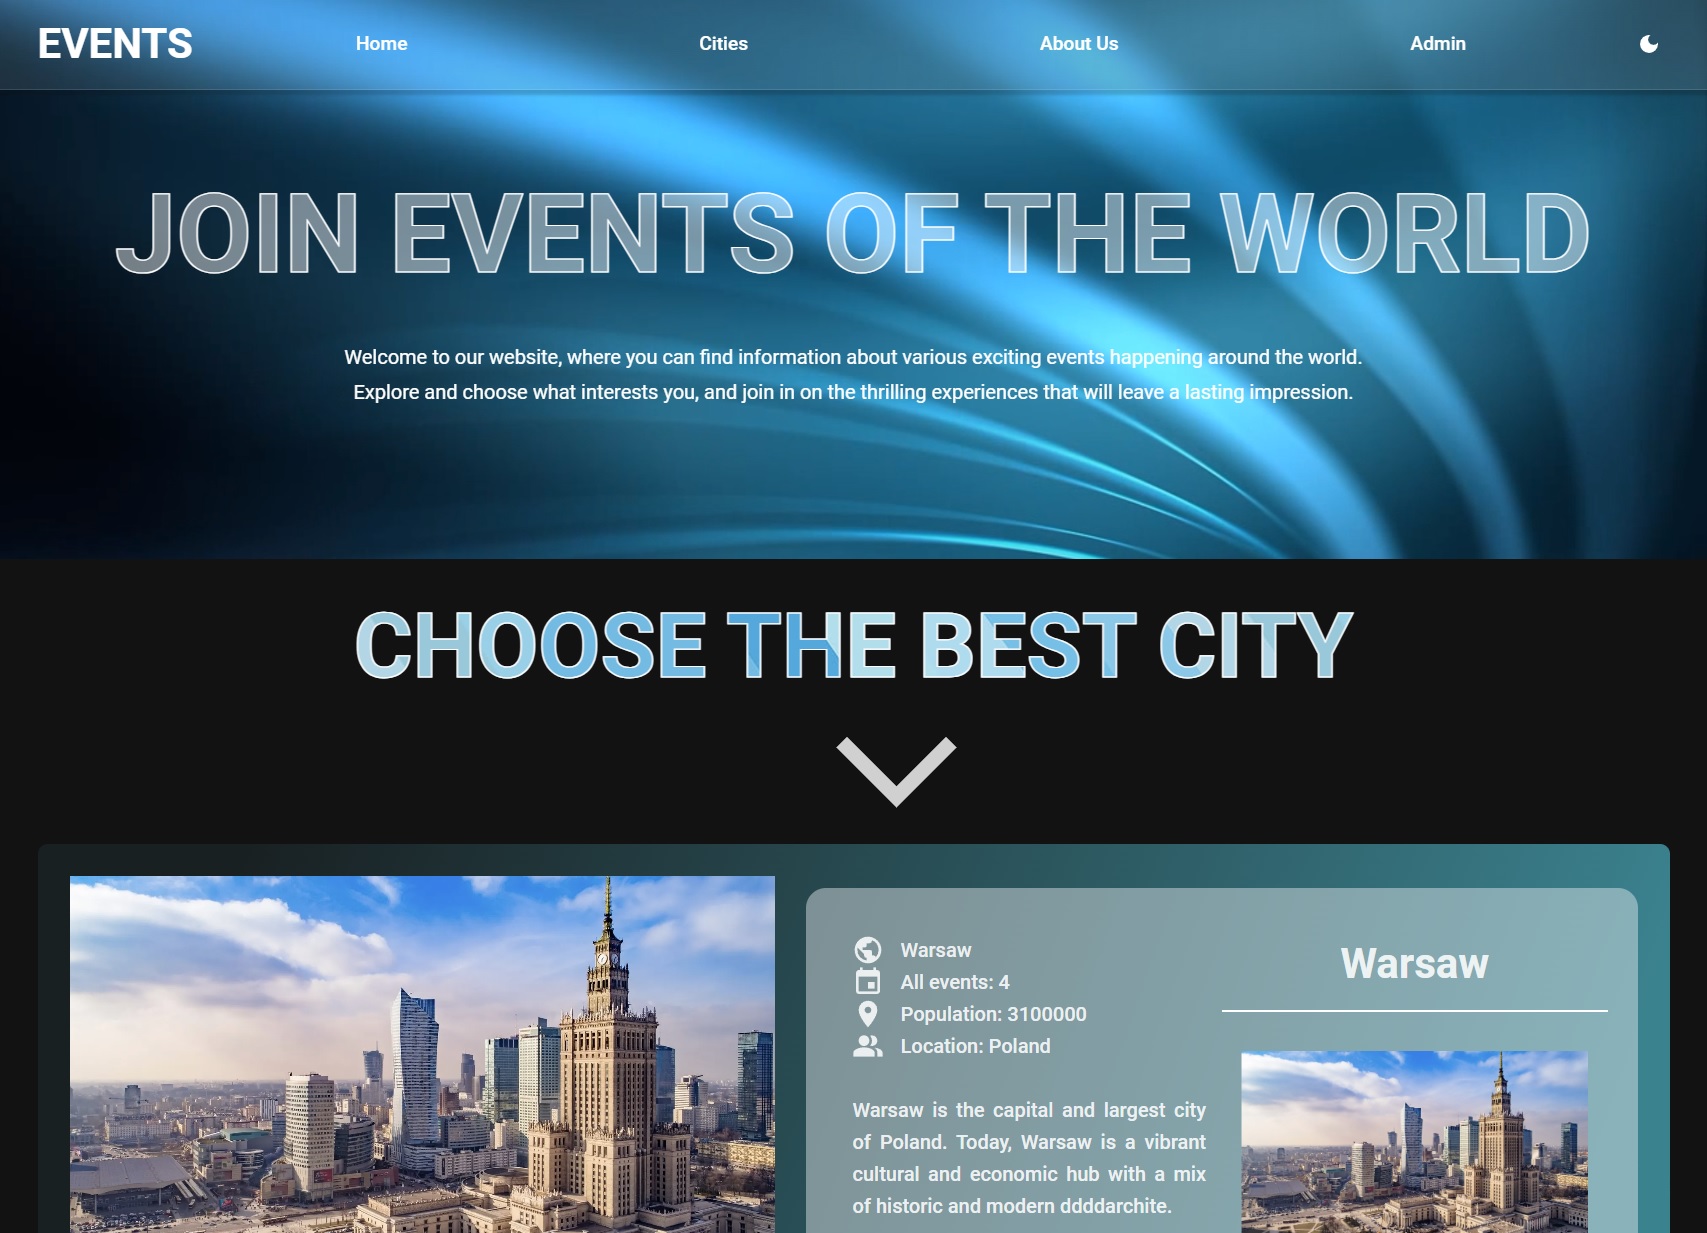 EVENTS
Home
Cities
About Us
Admin
JOIN EVENTS OF THE WORLD
Welcome to our website, where you can find information about various exciting events happening around the world.
Explore and choose what interests you, and join in on the thrilling experiences that will leave a lasting impression.
CHOOSE THE BEST CITY
Warsaw
All events: 4
Population: 3100000
Location: Poland
Warsaw is the capital and largest city
of Poland. Today, Warsaw is a vibrant
cultural and economic hub with a mix
of historic and modern ddddarchite.
Warsaw